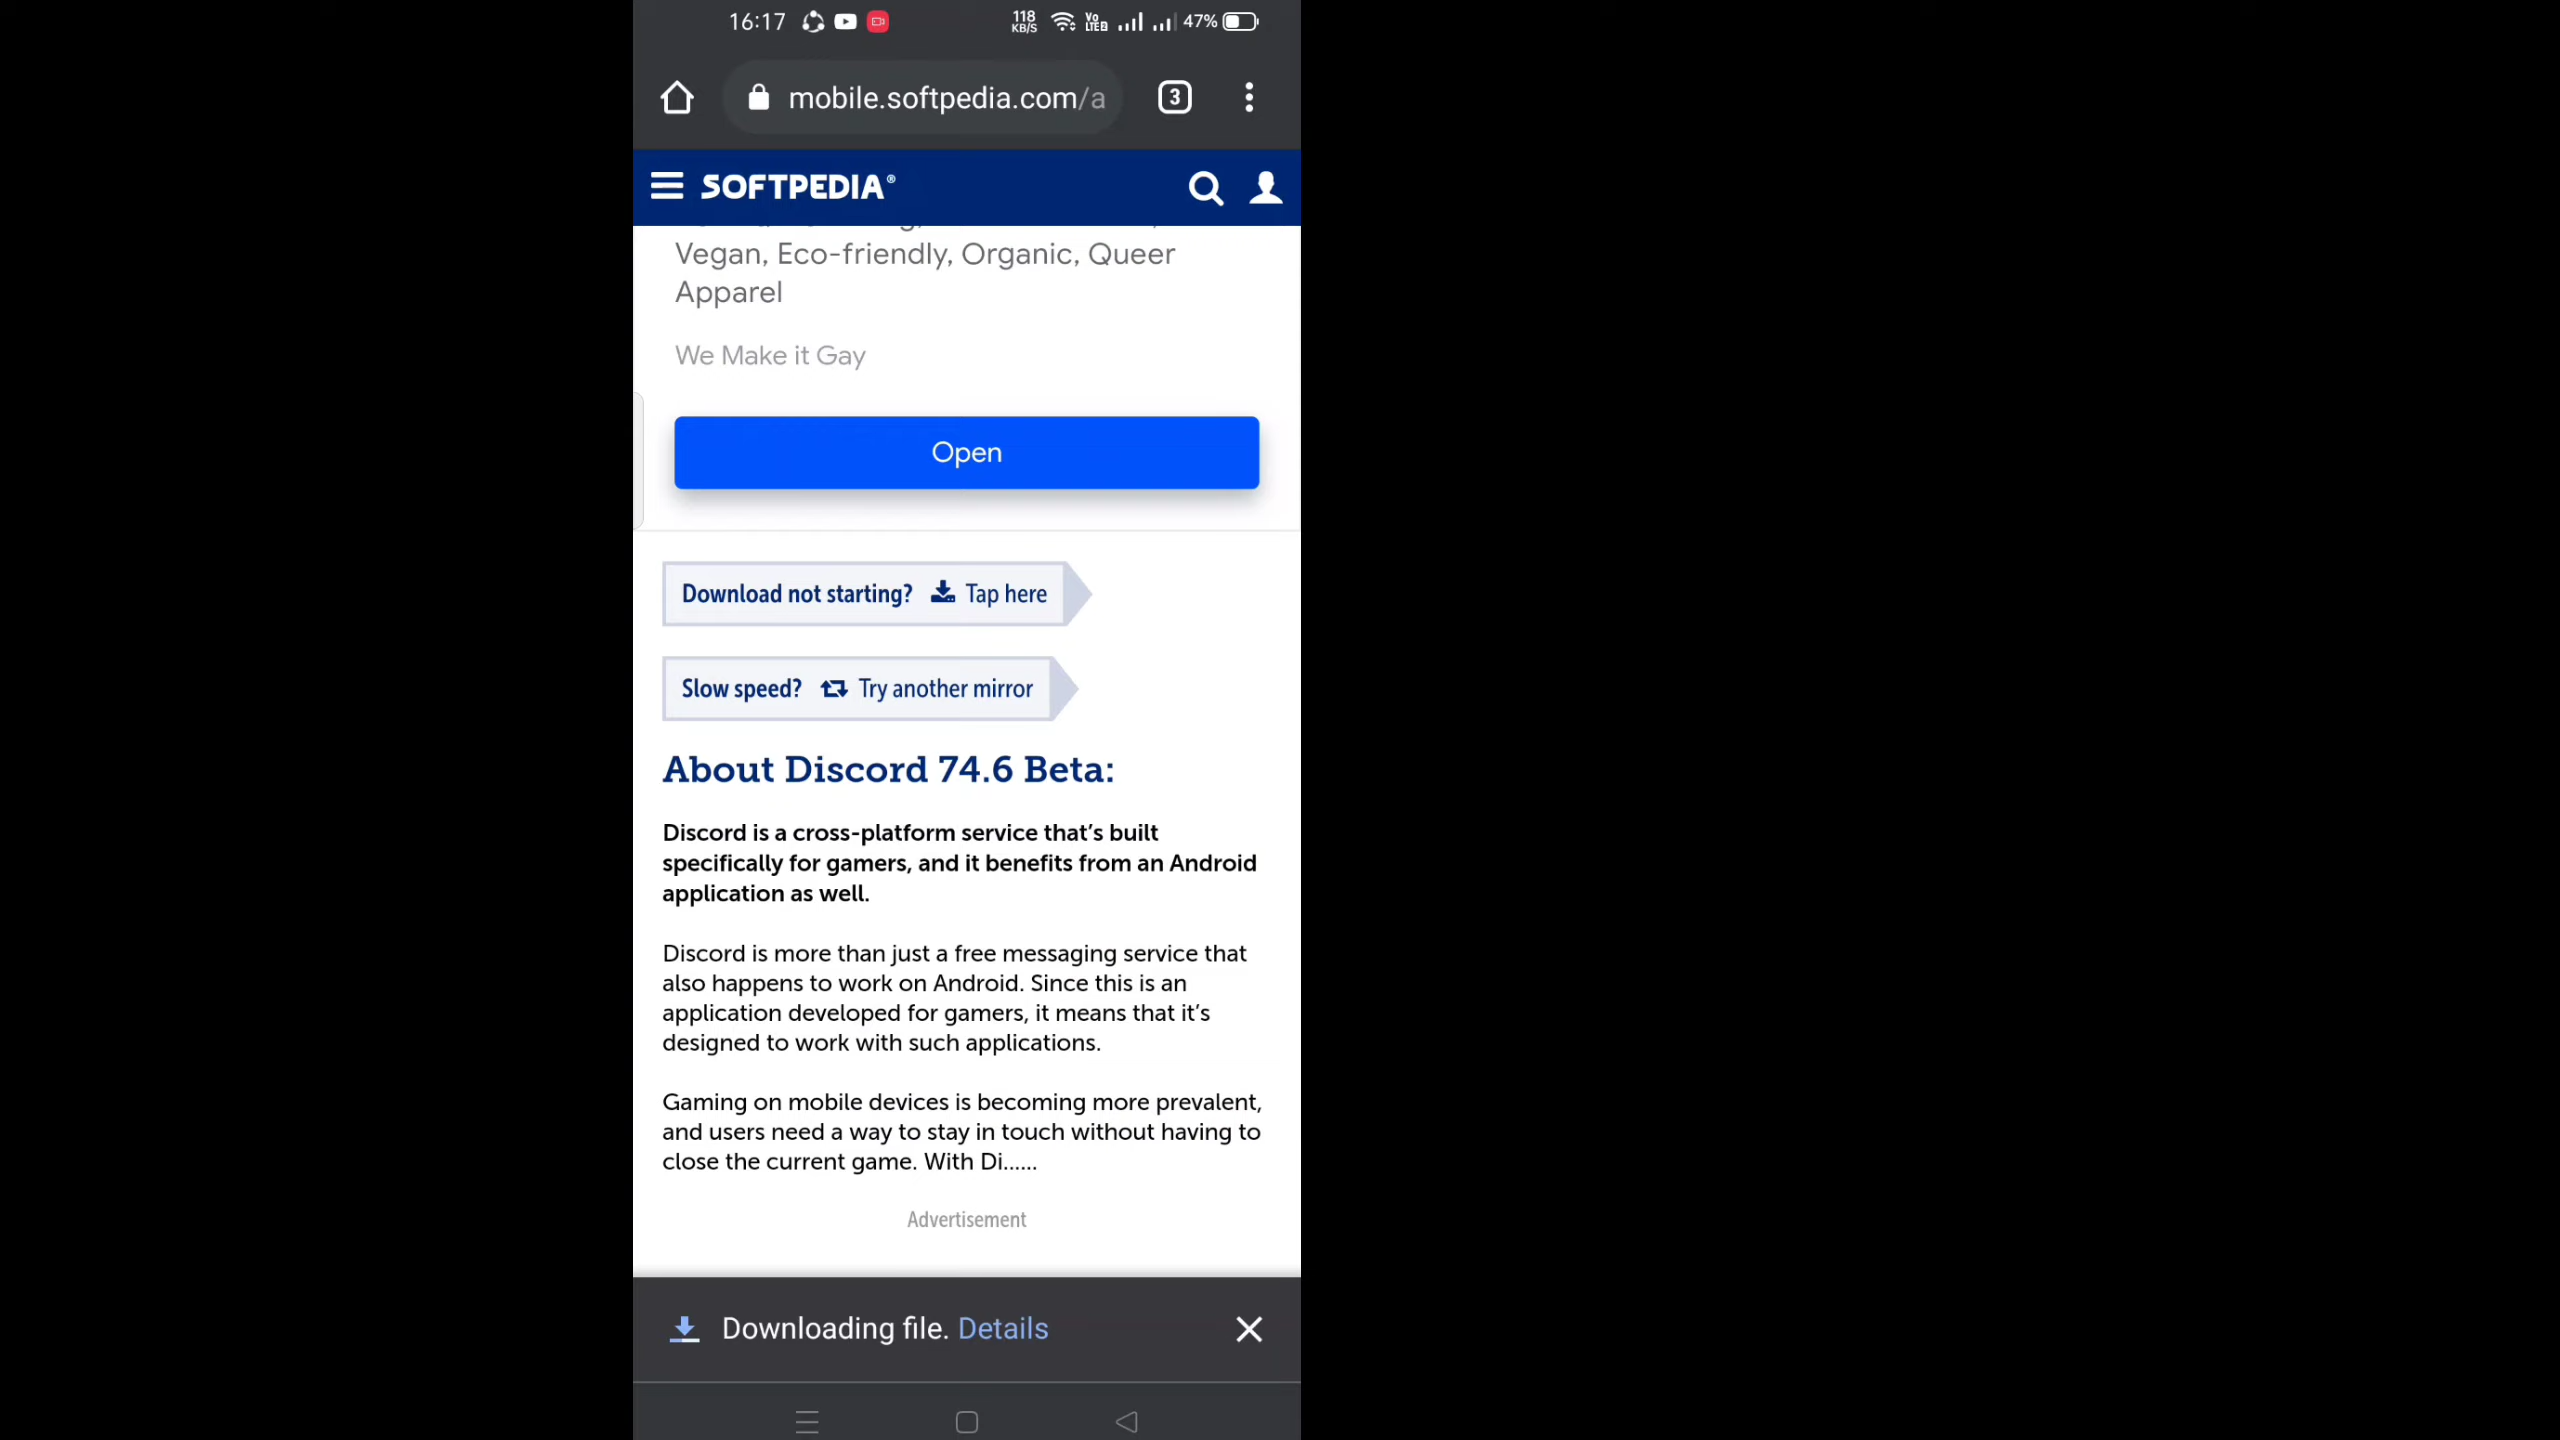 16:17 118 KB/S Vo LTE2 47%
mobile.softpedia.com/a 3
SOFTPEDIA®
Vegan, Eco-friendly, Organic, Queer
Apparel
We Make it Gay
Open
Download not starting? Tap here
Slow speed? Try another mirror
About Discord 74.6 Beta:
Discord is a cross-platform service that’s built
specifically for gamers, and it benefits from an Android
application as well.
Discord is more than just a free messaging service that
also happens to work on Android. Since this is an
application developed for gamers, it means that it’s
designed to work with such applications.
Gaming on mobile devices is becoming more prevalent,
and users need a way to stay in touch without having to
close the current game. With Di......
Advertisement
Downloading file. Details